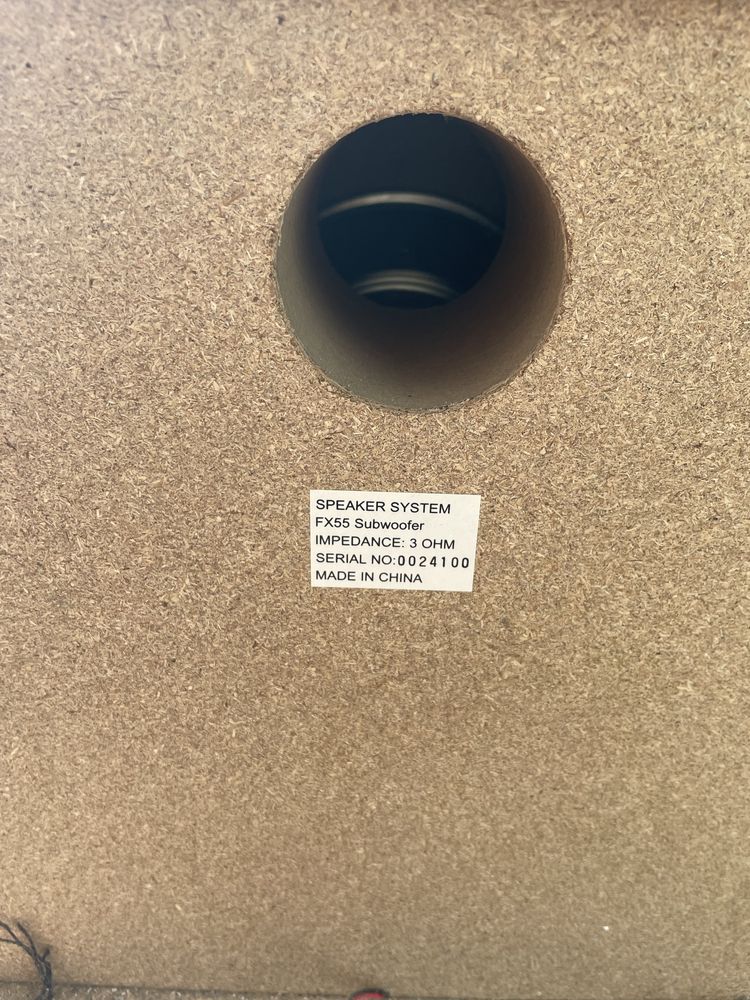 SPEAKER SYSTEM
FX55 Subwoofer
IMPEDANCE: 3 OHM
SERIAL NO:0024100
MADE IN CHINA